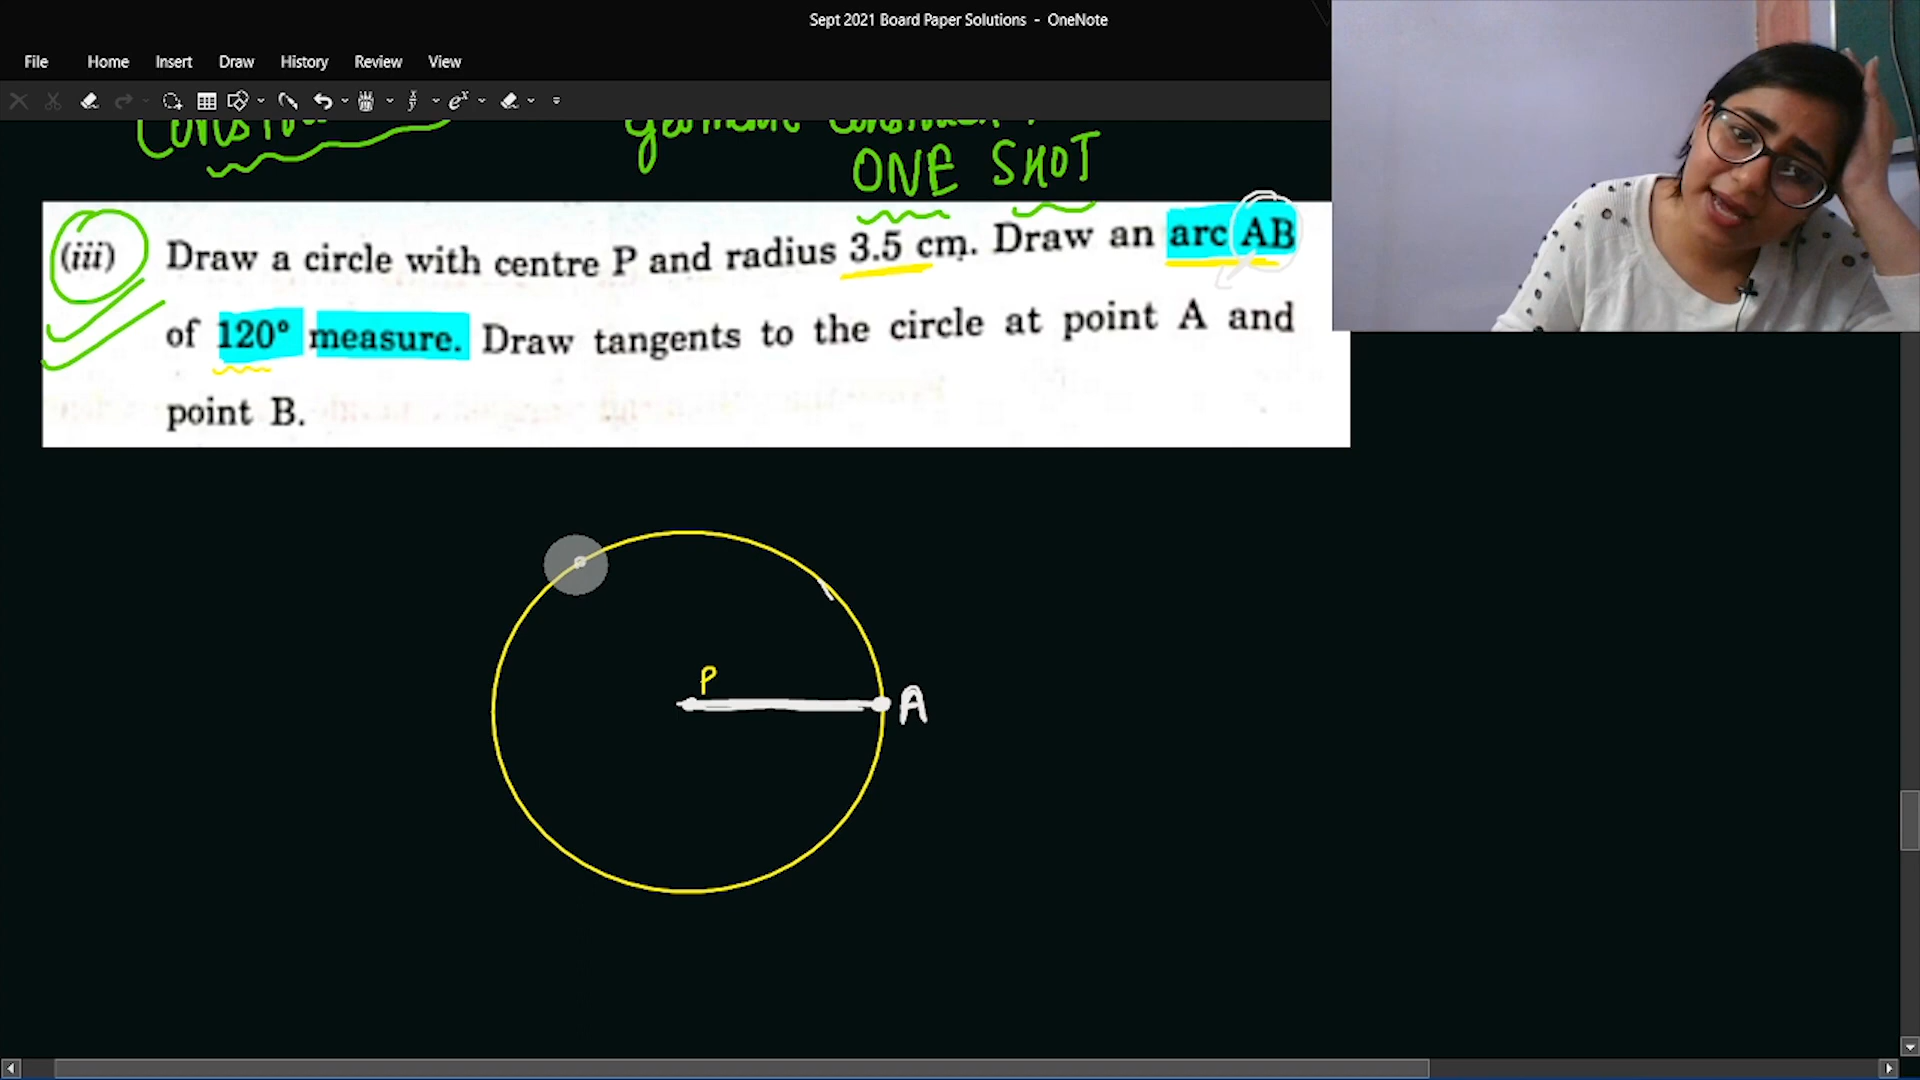 Sept 2021 Board Paper Solutions - OneNote
File Home Insert Draw History Review View
ONE SHOT
(iii) Draw a circle with centre P and radius 3.5 cm. Draw an arc AB
of 120° measure. Draw tangents to the circle at point A and
point B.
P
A